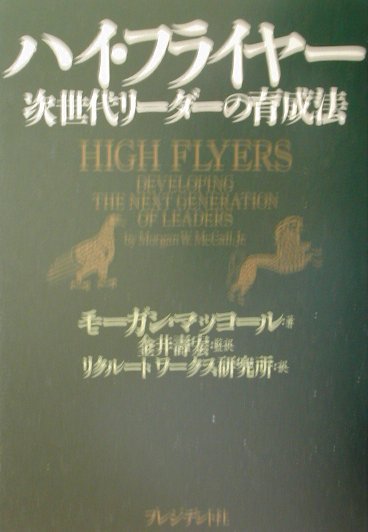 ハイ・フライヤー
次世代リーダーの育成法
HIGH FLYERS
DEVELOPING
THE NEXT GENERATION
OF LEADERS
by Morgan W. McCall, Jr.
モーガン・マッコール:著
金井壽宏:監訳
リクルートワークス研究所:訳
プレジデント社